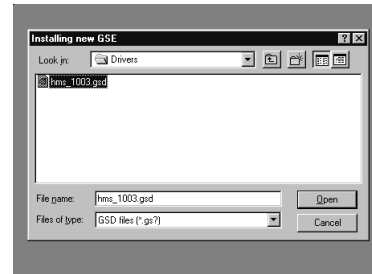 Installing new GSE
Look in: Drivers
hms_1003.gsd
File name: hms_1003.gsd Open
Files of type: GSD files (*.gs?) Cancel